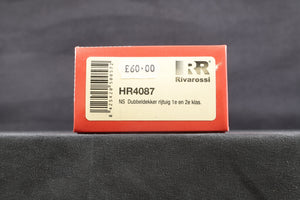 £60.00
RR
Rivarossi
HR4087
NS Dubbeldekker rijtuig 1e en 2e klas.